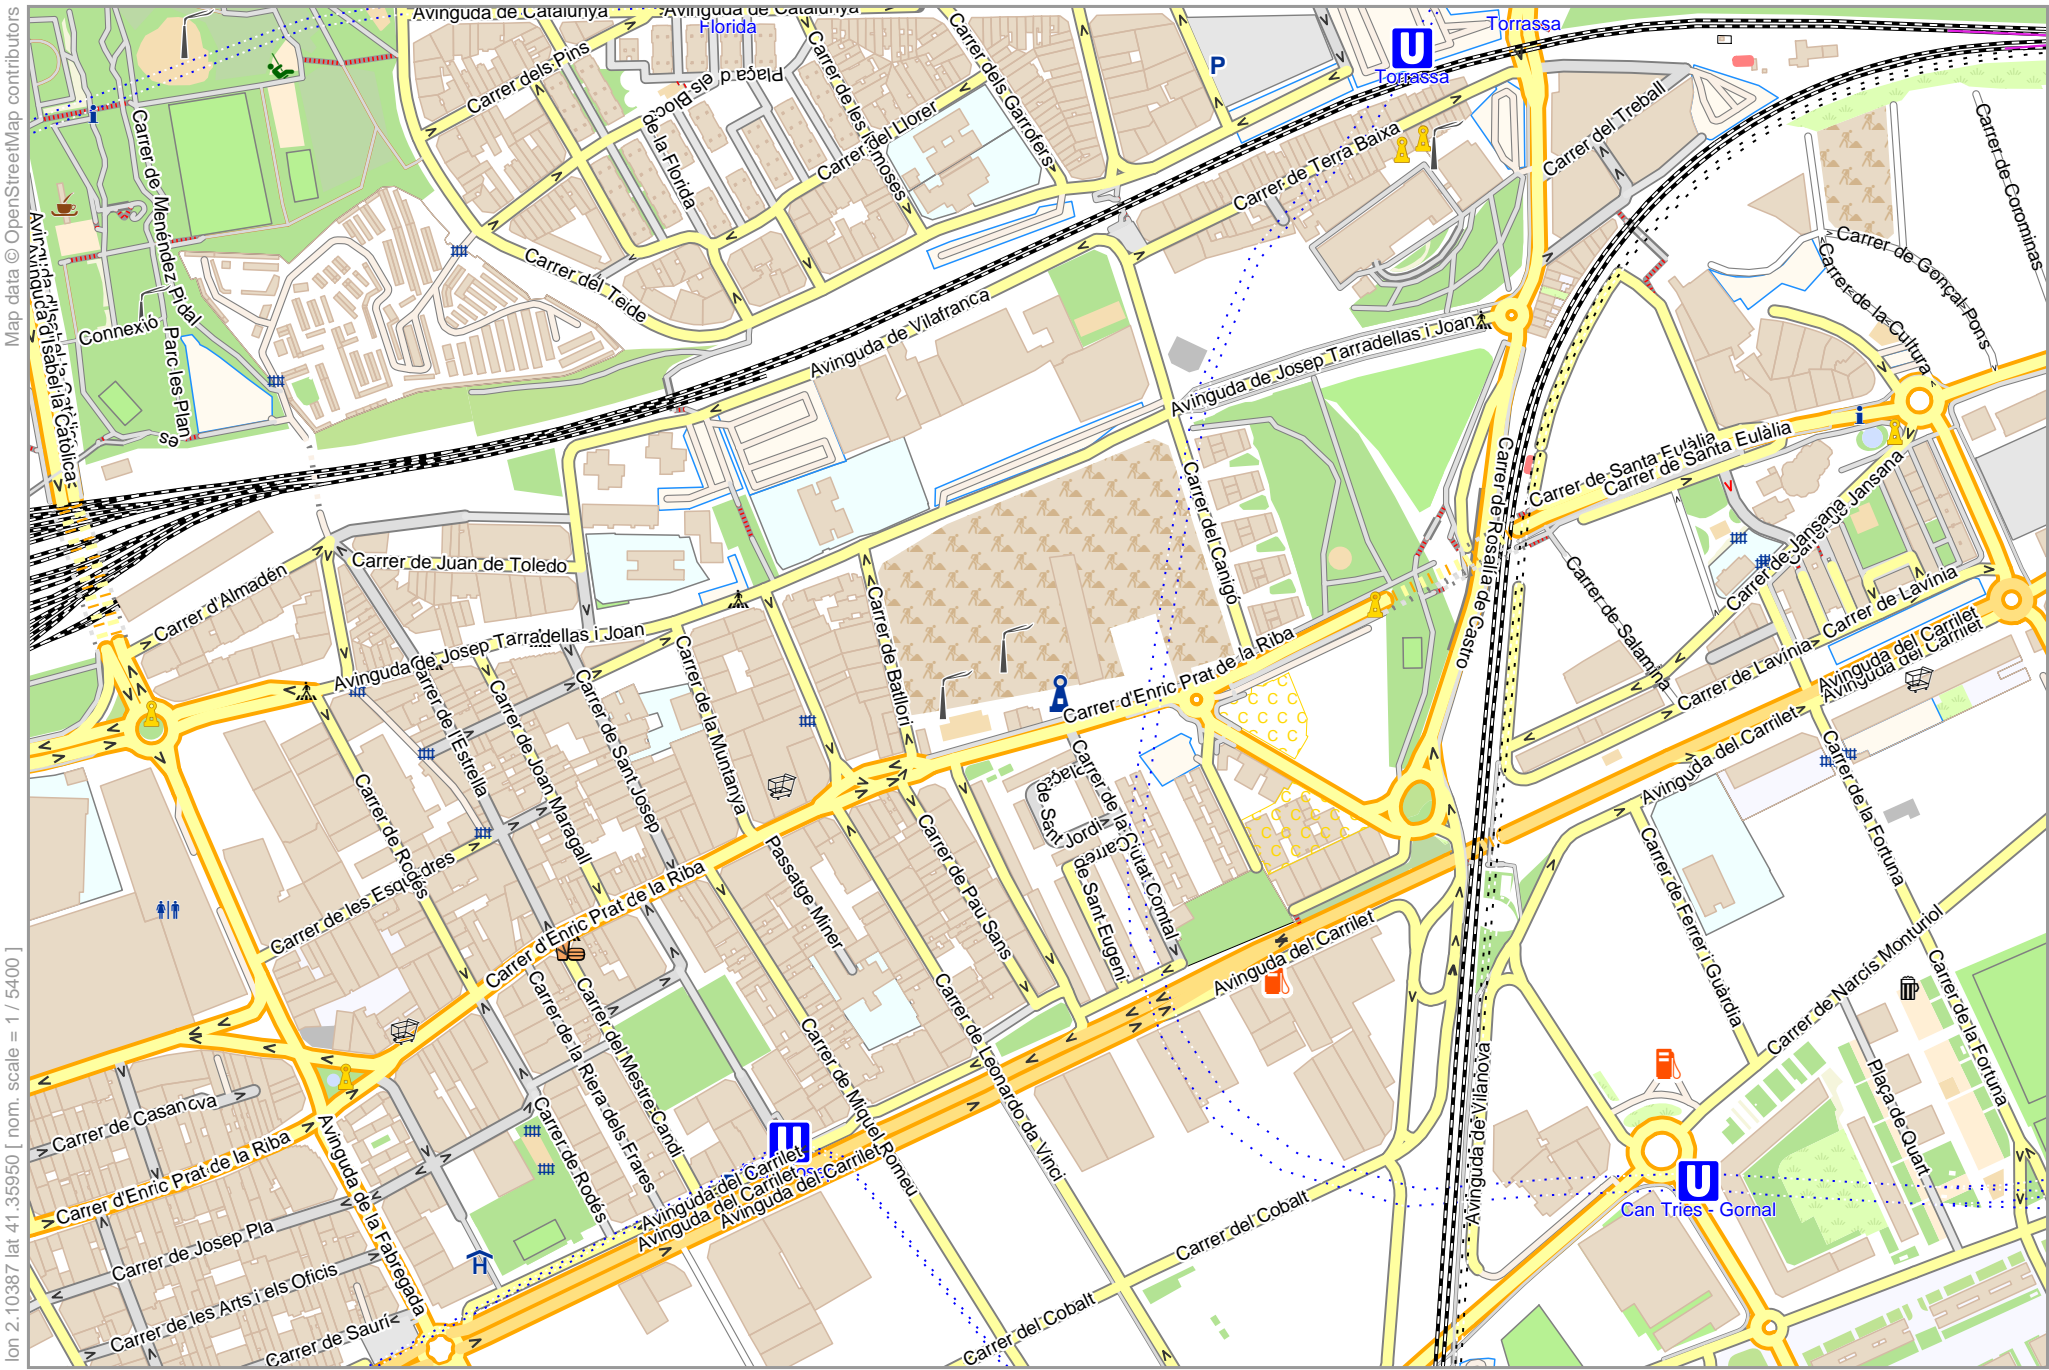 Map data © OpenStreetMap contributors
lon 2.10387 lat 41.35950 [ nom. scale = 1 / 5400 ]
Avinguda de Catalunya
Avinguda de Catalunya
Florida
Torrassa
Torrassa
P
Carrer dels Pins
Plaça d
els Blocs
de la Florida
Carrer de les
imoses
Carrer del Llorer
Carrer dels Garrofers
Carrer de Terra Baixa
Carrer del Treball
Carrer de Coromines
Carrer de Gonçal Pons
Carrer de la Cultura
Carrer de Menéndez Pidal
Connexió
Parc les Plan
es
Avinguda d'Isabel la Catòlica
Carrer del Teide
Avinguda de Vilafranca
Avinguda de Josep Tarradellas i Joan
Carrer de Santa Eulàlia
Carrer de Santa Eulàlia
Carrer de Jansana
Carrer de Jansana
Carrer de Rosalía de Castro
Carrer del Canigó
Carrer d'Almadén
Carrer de Juan de Toledo
Avinguda de Josep Tarradellas i Joan
Carrer de Batllori
Carrer d'Enric Prat de la Riba
Carrer de Salamina
Carrer de Lavínia
Carrer de Lavínia
Avinguda del Carrilet
Avinguda del Carrilet
Avinguda del Carrilet
Carrer de l'Estrella
Carrer de Joan Maragall
Carrer de Sant Josep
Carrer de la Muntanya
Carrer de Rodés
Carrer de les Esquadres
Carrer d'Enric Prat de la Riba
Passatge Miner
Carrer de Pau Sans
Plaça
de Sant
Jordi
Carrer de la Ciutat Comtal
Carrer
de Sant Eugeni
Avinguda del Carrilet
Carrer de la Fortuna
Carrer de Ferrer i Guàrdia
Carrer de Narcís Monturiol
Carrer de la Fortuna
Plaça de Quart
Carrer de la Riera dels Frares
Carrer del Mestre Candi
Carrer de Miquel Romeu
Carrer de Leonardo da Vinci
Carrer de Rodés
Carrer de Casanova
Carrer d'Enric Prat de la Riba
Avinguda de la Fabregada
Carrer de Josep Pla
Carrer de les Arts i els Oficis
Carrer de Saurí
H
Avinguda del Carrilet
Avinguda del Carrilet
Avinguda del Carrilet
Carrer del Cobalt
Carrer del Cobalt
Avinguda de Vilanova
Can Tries - Gornal